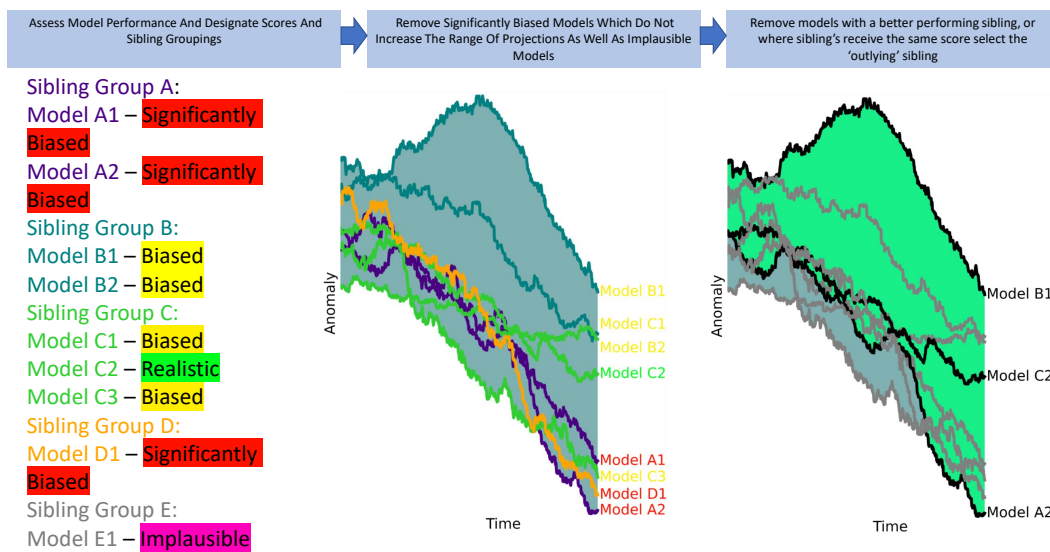 Assess Model Performance And Designate Scores And
Sibling Groupings
Remove Significantly Biased Models Which Do Not
Increase The Range Of Projections As Well As Implausible
Models
Remove models with a better performing sibling, or
where sibling's receive the same score select the
'outlying' sibling
Sibling Group A:
Model A1 – Significantly
Biased
Model A2 – Significantly
Biased
Sibling Group B:
Model B1 – Biased
Model B2 – Biased
Sibling Group C:
Model C1 – Biased
Model C2 – Realistic
Model C3 – Biased
Sibling Group D:
Model D1 – Significantly
Biased
Sibling Group E:
Model E1 – Implausible
Anomaly
Model B1
Model C1
Model B2
Model C2
Model A1
Model C3
Model D1
Model A2
Time
Anomaly
Model B1
Model C2
Model A2
Time